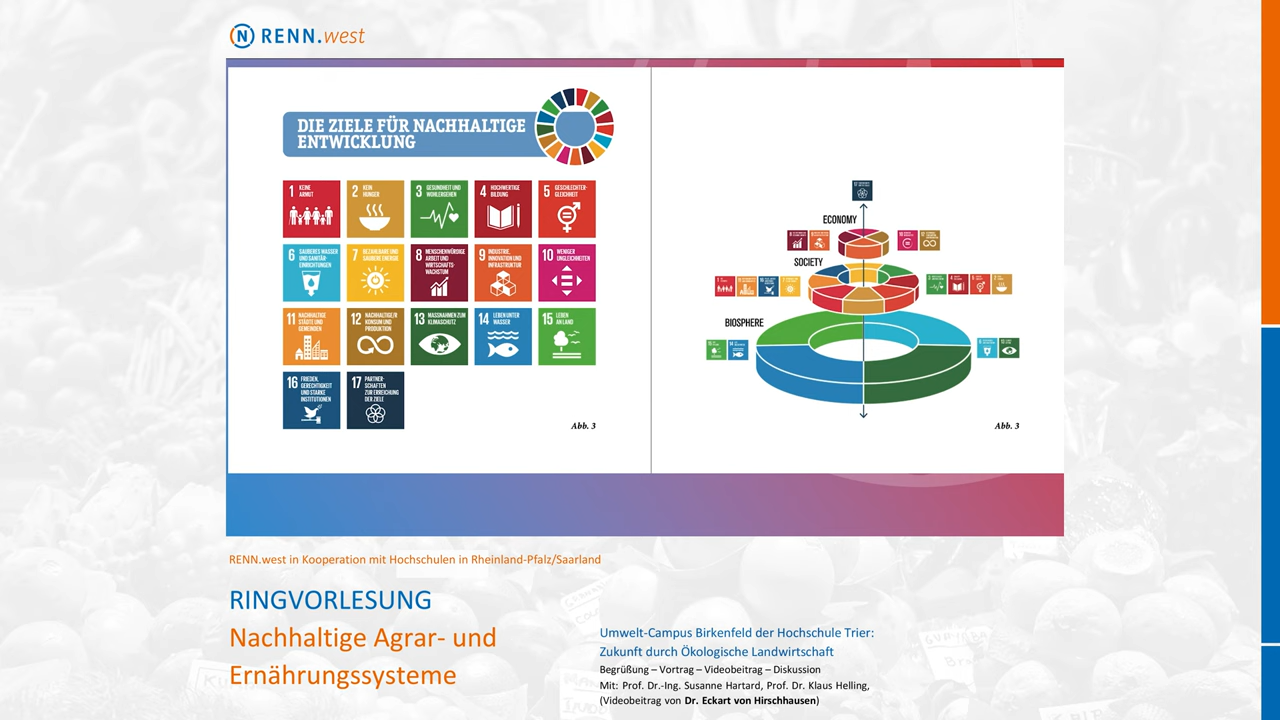 RENN.west
DIE ZIELE FÜR NACHHALTIGE
ENTWICKLUNG
1 KEINE
ARMUT
2 KEIN
HUNGER
3 GESUNDHEIT UND
WOHLERGEHEN
4 HOCHWERTIGE
BILDUNG
5 GESCHLECHTER-
GLEICHHEIT
6 SAUBERES WASSER
UND SANITÄR-
EINRICHTUNGEN
7 BEZAHLBARE UND
SAUBERE ENERGIE
8 MENSCHENWÜRDIGE
ARBEIT UND
WIRTSCHAFTS-
WACHSTUM
9 INDUSTRIE,
INNOVATION UND
INFRASTRUKTUR
10 WENIGER
UNGLEICHHEITEN
11 NACHHALTIGE
STÄDTE UND
GEMEINDEN
12 NACHHALTIGE/R
KONSUM UND
PRODUKTION
13 MASSNAHMEN ZUM
KLIMASCHUTZ
14 LEBEN UNTER
WASSER
15 LEBEN
AN LAND
16 FRIEDEN,
GERECHTIGKEIT
UND STARKE
INSTITUTIONEN
17 PARTNER-
SCHAFTEN
ZUR ERREICHUNG
DER ZIELE
Abb. 3
ECONOMY
SOCIETY
BIOSPHERE
Abb. 3
RENN.west in Kooperation mit Hochschulen in Rheinland-Pfalz/Saarland
RINGVORLESUNG
Nachhaltige Agrar- und
Ernährungssysteme
Umwelt-Campus Birkenfeld der Hochschule Trier:
Zukunft durch Ökologische Landwirtschaft
Begrüßung – Vortrag – Videobeitrag – Diskussion
Mit: Prof. Dr.-Ing. Susanne Hartard, Prof. Dr. Klaus Helling,
(Videobeitrag von Dr. Eckart von Hirschhausen)